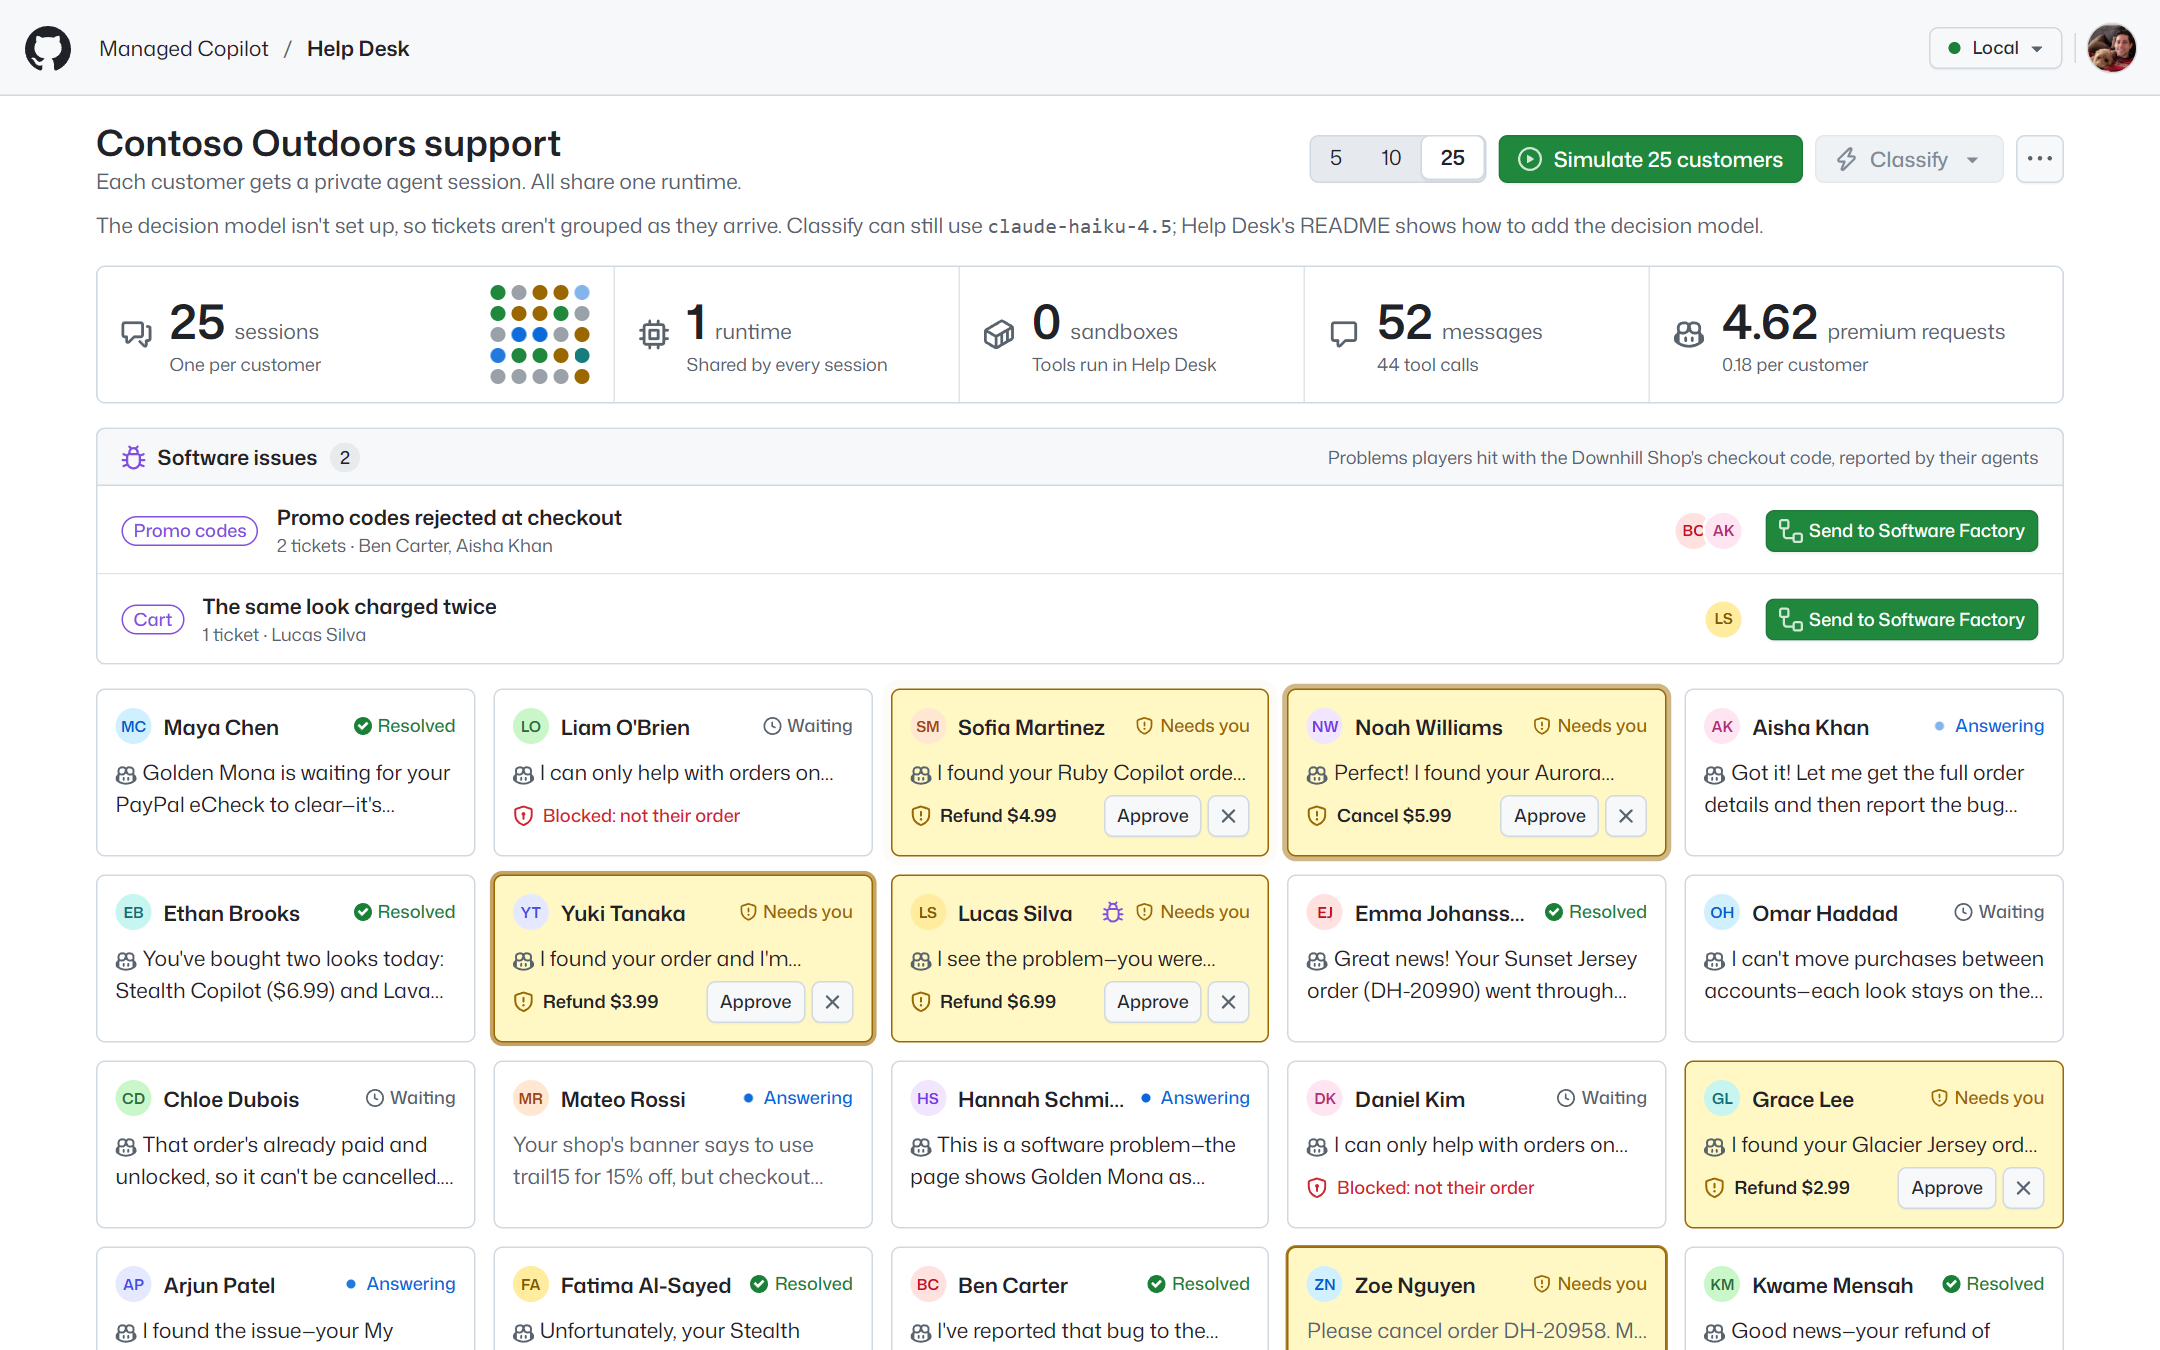 Managed Copilot / Help Desk
Local
Contoso Outdoors support
Each customer gets a private agent session. All share one runtime.
5 10 25
Simulate 25 customers
Classify
The decision model isn't set up, so tickets aren't grouped as they arrive. Classify can still use claude-haiku-4.5; Help Desk's README shows how to add the decision model.
25 sessions
One per customer
1 runtime
Shared by every session
0 sandboxes
Tools run in Help Desk
52 messages
44 tool calls
4.62 premium requests
0.18 per customer
Software issues 2
Problems players hit with the Downhill Shop's checkout code, reported by their agents
Promo codes
Promo codes rejected at checkout
2 tickets · Ben Carter, Aisha Khan
BC AK
Send to Software Factory
Cart
The same look charged twice
1 ticket · Lucas Silva
LS
Send to Software Factory
MC Maya Chen Resolved
Golden Mona is waiting for your
PayPal eCheck to clear—it's...
LO Liam O'Brien Waiting
I can only help with orders on...
Blocked: not their order
SM Sofia Martinez Needs you
I found your Ruby Copilot orde...
Refund $4.99 Approve
NW Noah Williams Needs you
Perfect! I found your Aurora...
Cancel $5.99 Approve
AK Aisha Khan Answering
Got it! Let me get the full order
details and then report the bug...
EB Ethan Brooks Resolved
You've bought two looks today:
Stealth Copilot ($6.99) and Lava...
YT Yuki Tanaka Needs you
I found your order and I'm...
Refund $3.99 Approve
LS Lucas Silva Needs you
I see the problem—you were...
Refund $6.99 Approve
EJ Emma Johanss... Resolved
Great news! Your Sunset Jersey
order (DH-20990) went through...
OH Omar Haddad Waiting
I can't move purchases between
accounts—each look stays on the...
CD Chloe Dubois Waiting
That order's already paid and
unlocked, so it can't be cancelled....
MR Mateo Rossi Answering
Your shop's banner says to use
trail15 for 15% off, but checkout...
HS Hannah Schmi... Answering
This is a software problem—the
page shows Golden Mona as...
DK Daniel Kim Waiting
I can only help with orders on...
Blocked: not their order
GL Grace Lee Needs you
I found your Glacier Jersey ord...
Refund $2.99 Approve
AP Arjun Patel Answering
I found the issue—your My
FA Fatima Al-Sayed Resolved
Unfortunately, your Stealth
BC Ben Carter Resolved
I've reported that bug to the...
ZN Zoe Nguyen Needs you
Please cancel order DH-20958. M...
KM Kwame Mensah Resolved
Good news—your refund of